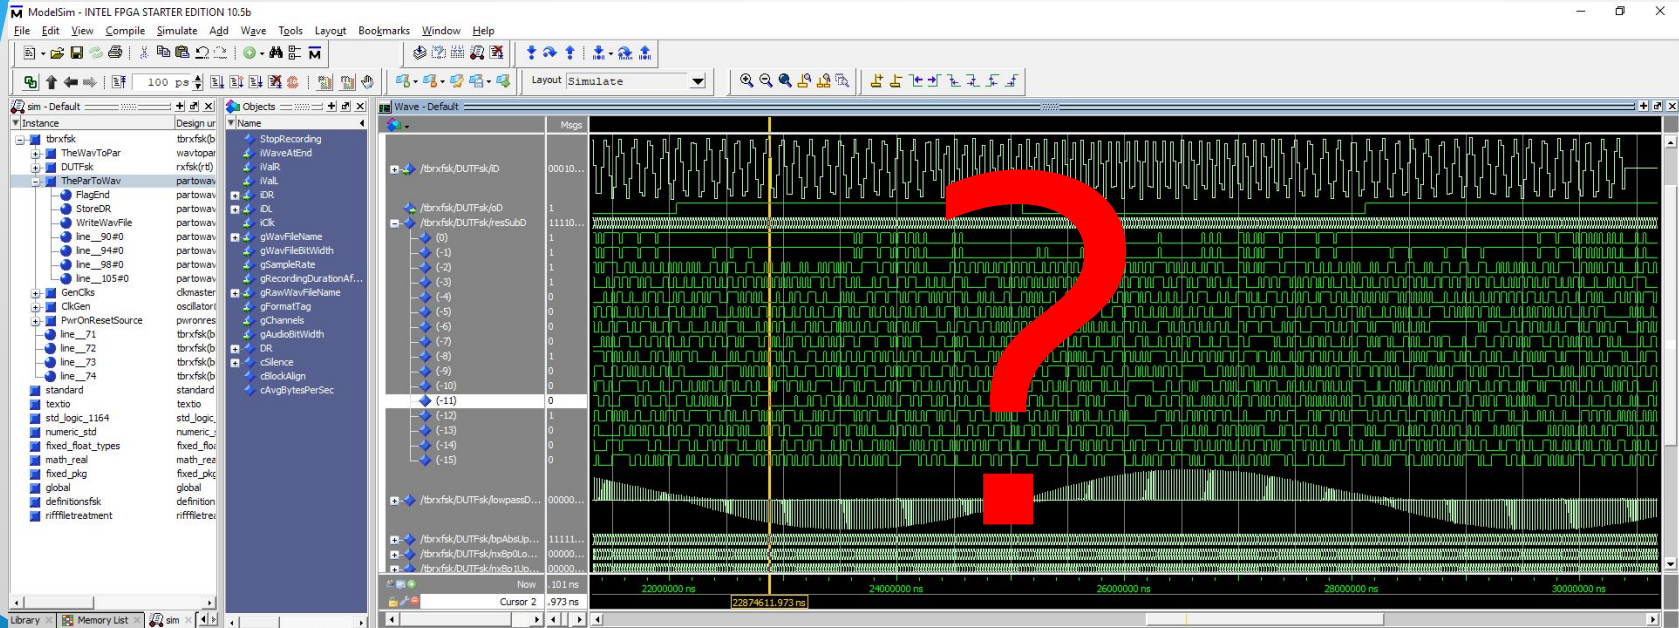 ModelSim - INTEL FPGA STARTER EDITION 10.5b
File Edit View Compile Simulate Add Wave Tools Layout Bookmarks Window Help
100 ps
Layout Simulate
sim - Default
Instance Design ur
tbrxfsk tbrxfsk(b
TheWavToPar wavtopar
DUTFsk rxfsk(rtl)
TheParToWav partowav
FlagEnd partowav
StoreDR partowav
WriteWavFile partowav
line__90#0 partowav
line__94#0 partowav
line__98#0 partowav
line__105#0 partowav
GenClks clkmaster
ClkGen oscillator(
PwrOnResetSource pwronres
line__71 tbrxfsk(b
line__72 tbrxfsk(b
line__73 tbrxfsk(b
line__74 tbrxfsk(b
standard standard
textio textio
std_logic_1164 std_logic_
numeric_std numeric_s
fixed_float_types fixed_floa
math_real math_rea
fixed_pkg fixed_pkg
global global
definitionsfsk definition
rifffiletreatment rifffiletrea
Library Memory List sim
Objects
Name
StopRecording
iWaveAtEnd
iValR
iValL
iDR
iDL
iClk
gWavFileName
gWavFileBitWidth
gSampleRate
gRecordingDurationAf...
gRawWavFileName
gFormatTag
gChannels
gAudioBitWidth
DR
cSilence
cBlockAlign
cAvgBytesPerSec
Wave - Default
Msgs
/tbrxfsk/DUTFsk/iD 00010...
/tbrxfsk/DUTFsk/oD 1
/tbrxfsk/DUTFsk/resSubD 11110...
(0) 1
(-1) 1
(-2) 1
(-3) 1
(-4) 0
(-5) 0
(-6) 0
(-7) 0
(-8) 1
(-9) 0
(-10) 0
(-11) 0
(-12) 1
(-13) 0
(-14) 0
(-15) 0
/tbrxfsk/DUTFsk/lowpassD... 00000...
/tbrxfsk/DUTFsk/bpAbsUp... 11111...
/tbrxfsk/DUTFsk/nxBp0Lo... 00000...
/tbrxfsk/DUTFsk/nxBp1Up... 00000...
Now .101 ns
Cursor 2 .973 ns
22000000 ns 24000000 ns 26000000 ns 28000000 ns 30000000 ns
22874611.973 ns
?